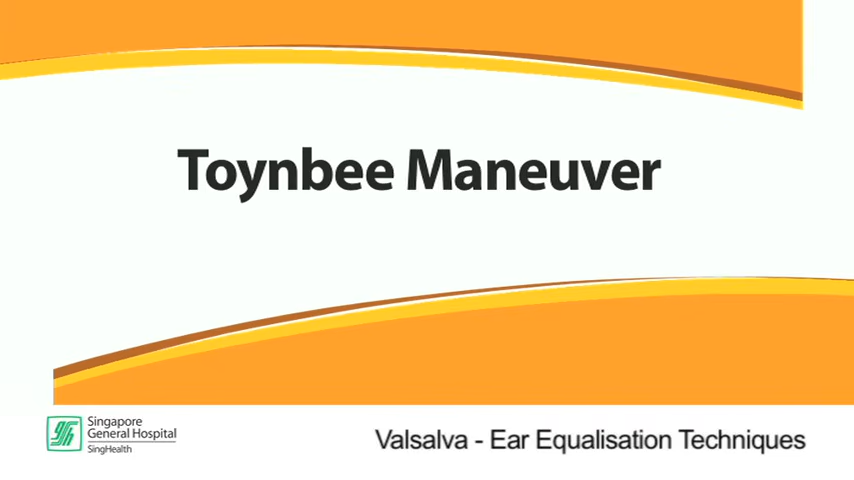 Toynbee Maneuver
Singapore
General Hospital
SingHealth
Valsalva - Ear Equalisation Techniques